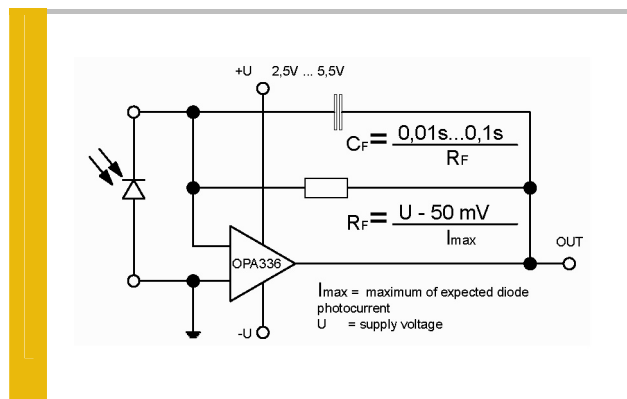 +U 2,5V ... 5,5V
CF = 0,01s...0,1s
RF
RF = U - 50 mV
Imax
OUT
OPA336
Imax = maximum of expected diode
photocurrent
U = supply voltage
-U